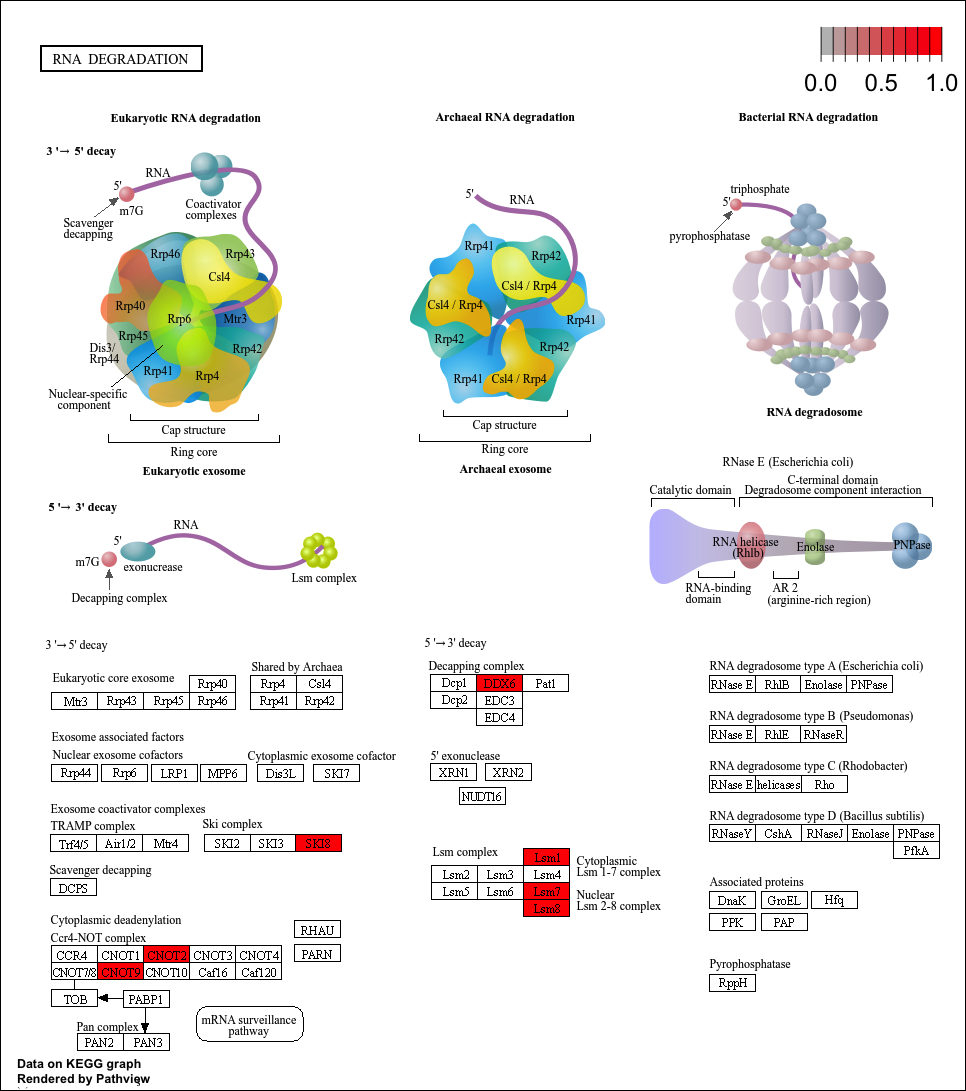 RNA DEGRADATION
0.0 0.5 1.0
Eukaryotic RNA degradation
Archaeal RNA degradation
Bacterial RNA degradation
3 '→ 5' decay
RNA
5'
m7G
Scavenger
decapping
Coactivator
complexes
Rrp46
Rrp43
Csl4
Rrp40
Rrp6
Mtr3
Rrp45
Dis3/
Rrp44
Rrp42
Rrp41
Rrp4
Nuclear-specific
component
Cap structure
Ring core
Eukaryotic exosome
5'
RNA
Rrp41
Rrp42
Csl4 / Rrp4
Csl4 / Rrp4
Rrp41
Rrp42
Rrp42
Rrp41
Csl4 / Rrp4
Cap structure
Ring core
Archaeal exosome
triphosphate
5'
pyrophosphatase
RNA degradosome
5 '→ 3' decay
RNA
5'
m7G
exonucrease
Lsm complex
Decapping complex
RNase E (Escherichia coli)
C-terminal domain
Catalytic domain
Degradosome component interaction
RNA helicase
(Rhlb)
Enolase
PNPase
RNA-binding
domain
AR 2
(arginine-rich region)
3 '→ 5' decay
Eukaryotic core exosome
Shared by Archaea
Rrp40
Rrp4 Csl4
Mtr3 Rrp43 Rrp45 Rrp46
Rrp41 Rrp42
Exosome associated factors
Nuclear exosome cofactors
Cytoplasmic exosome cofactor
Rrp44 Rrp6 LRP1 MPP6
Dis3L SKI7
Exosome coactivator complexes
TRAMP complex
Ski complex
Trf4/5 Air1/2 Mtr4
SKI2 SKI3 SKI8
Scavenger decapping
DCPS
Cytoplasmic deadenylation
Ccr4-NOT complex
RHAU
CCR4 CNOT1 CNOT2 CNOT3 CNOT4
PARN
CNOT7/8 CNOT9 CNOT10 Caf16 Caf120
TOB PABP1
Pan complex
PAN2 PAN3
mRNA surveillance
pathway
5 '→ 3' decay
Decapping complex
Dcp1 DDX6 Pat1
Dcp2 EDC3
EDC4
5' exonuclease
XRN1 XRN2
NUDT16
Lsm complex
Lsm1
Lsm2 Lsm3 Lsm4
Lsm5 Lsm6 Lsm7
Lsm8
Cytoplasmic
Lsm 1-7 complex
Nuclear
Lsm 2-8 complex
RNA degradosome type A (Escherichia coli)
RNase E RhlB Enolase PNPase
RNA degradosome type B (Pseudomonas)
RNase E RhlE RNaseR
RNA degradosome type C (Rhodobacter)
RNase E helicases Rho
RNA degradosome type D (Bacillus subtilis)
RNaseY CshA RNaseJ Enolase PNPase
PfkA
Associated proteins
DnaK GroEL Hfq
PPK PAP
Pyrophosphatase
RppH
Data on KEGG graph
Rendered by Pathview